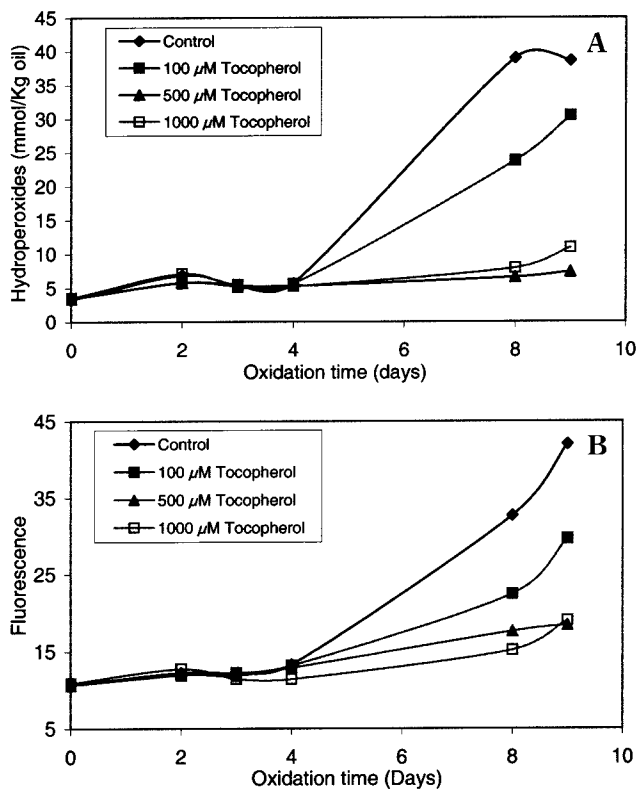 A
Control
100 µM Tocopherol
500 µM Tocopherol
1000 µM Tocopherol
Hydroperoxides (mmol/Kg oil)
45
40
35
30
25
20
15
10
5
0
0 2 4 6 8 10
Oxidation time (days)
B
Control
100 µM Tocopherol
500 µM Tocopherol
1000 µM Tocopherol
Fluorescence
45
35
25
15
5
0 2 4 6 8 10
Oxidation time (Days)